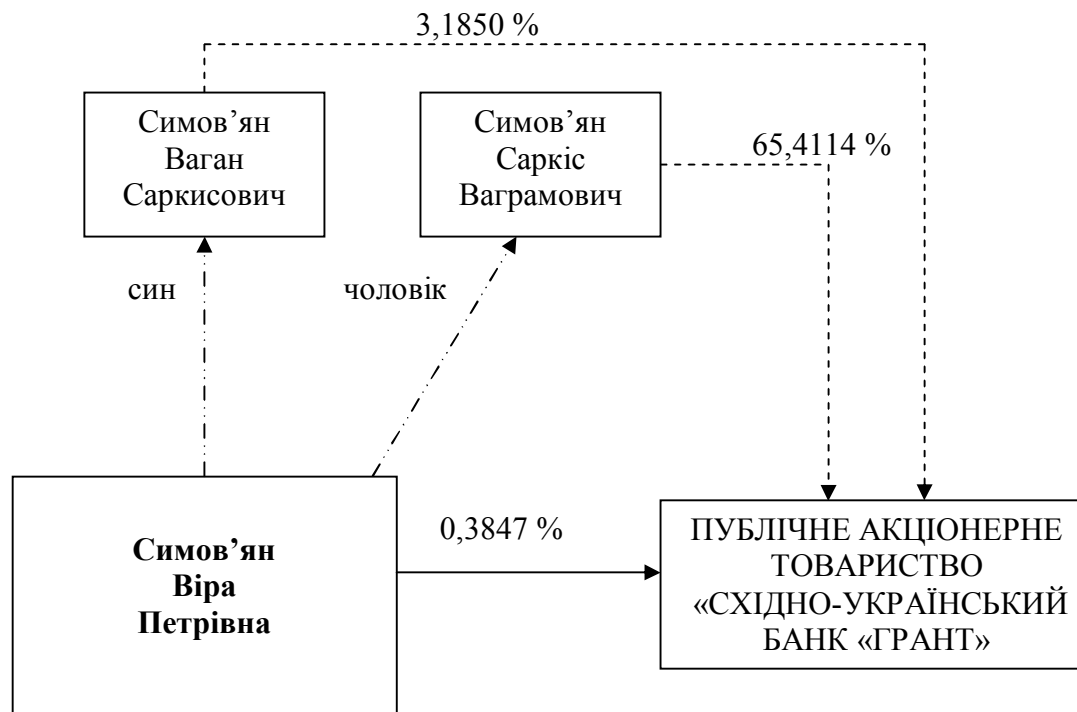 3,1850 %
Симов’ян
Ваган
Саркисович
Симов’ян
Саркіс
Ваграмович
65,4114 %
син
чоловік
Симов’ян
Віра
Петрівна
0,3847 %
ПУБЛІЧНЕ АКЦІОНЕРНЕ
ТОВАРИСТВО
«СХІДНО-УКРАЇНСЬКИЙ
БАНК «ГРАНТ»